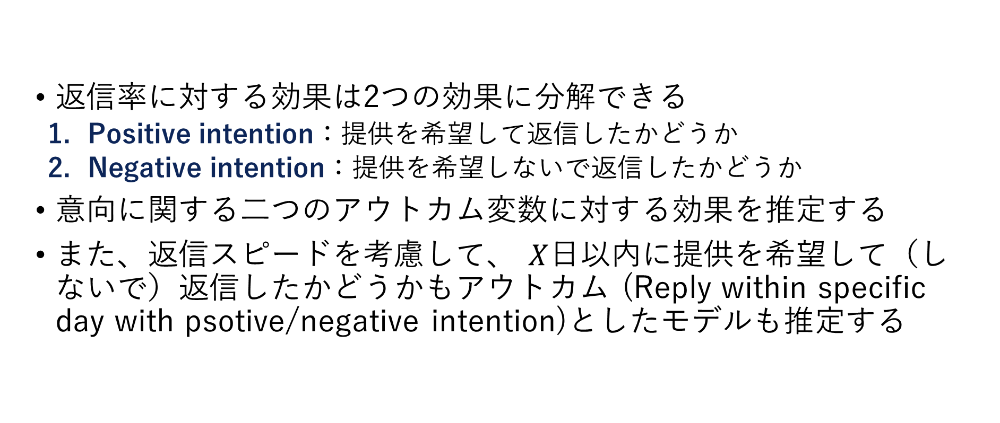 • 返信率に対する効果は2つの効果に分解できる
1. Positive intention：提供を希望して返信したかどうか
2. Negative intention：提供を希望しないで返信したかどうか
• 意向に関する二つのアウトカム変数に対する効果を推定する
• また、返信スピードを考慮して、 X日以内に提供を希望して（し
ないで）返信したかどうかもアウトカム (Reply within specific
day with psotive/negative intention)としたモデルも推定する